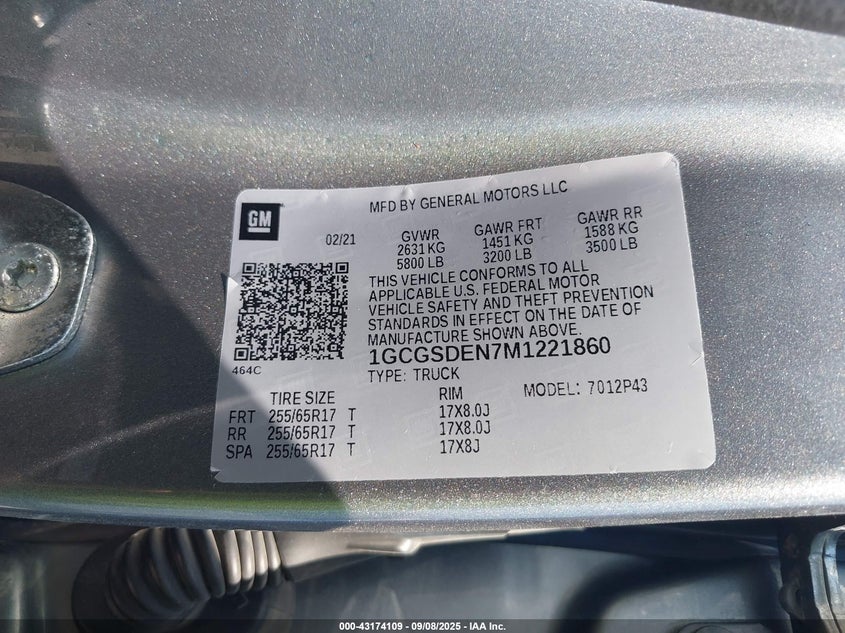 GM
MFD BY GENERAL MOTORS LLC
02/21
GVWR GAWR FRT GAWR RR
2631 KG 1451 KG 1588 KG
5800 LB 3200 LB 3500 LB
THIS VEHICLE CONFORMS TO ALL
APPLICABLE U.S. FEDERAL MOTOR
VEHICLE SAFETY AND THEFT PREVENTION
STANDARDS IN EFFECT ON THE DATE OF
MANUFACTURE SHOWN ABOVE.
464C
1GCGSDEN7M1221860
TYPE: TRUCK MODEL: 7012P43
TIRE SIZE RIM
FRT 255/65R17 T 17X8.0J
RR 255/65R17 T 17X8.0J
SPA 255/65R17 T 17X8J
000-43174109 - 09/08/2025 - IAA Inc.